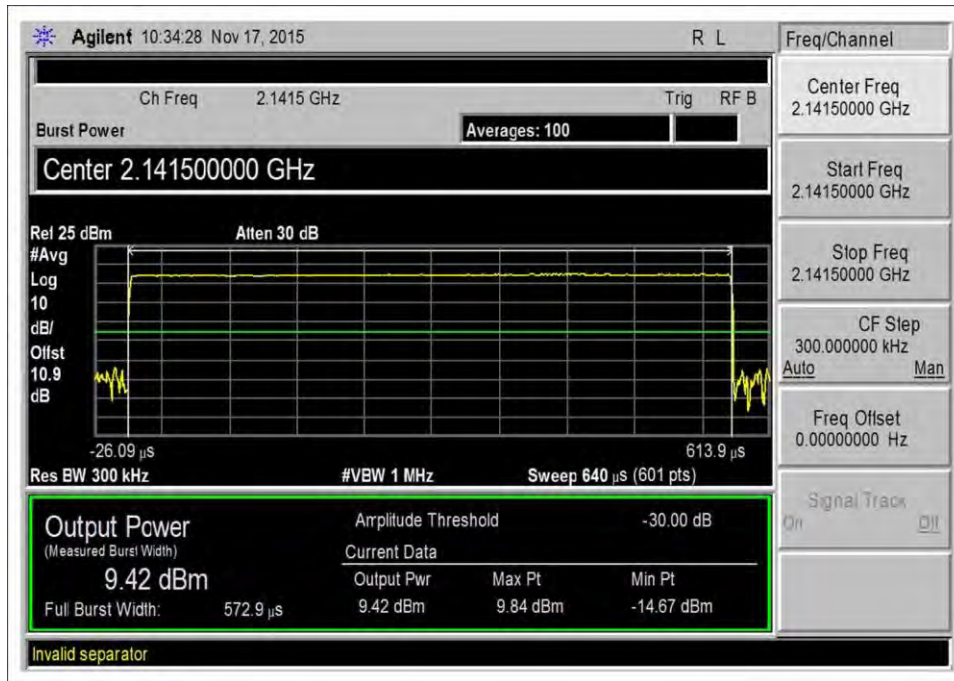 Agilent 10:34:28 Nov 17, 2015 R L
Freq/Channel
Ch Freq 2.1415 GHz Trig RF B
Burst Power Averages: 100
Center 2.141500000 GHz
Ref 25 dBm Atten 30 dB
#Avg
Log
10
dB/
Offst
10.9
dB
-26.09 µs 613.9 µs
Res BW 300 kHz #VBW 1 MHz Sweep 640 µs (601 pts)
Output Power
(Measured Burst Width)
9.42 dBm
Full Burst Width: 572.9 µs
Amplitude Threshold -30.00 dB
Current Data
Output Pwr Max Pt Min Pt
9.42 dBm 9.84 dBm -14.67 dBm
Invalid separator
Center Freq
2.14150000 GHz
Start Freq
2.14150000 GHz
Stop Freq
2.14150000 GHz
CF Step
300.000000 kHz
Auto Man
Freq Offset
0.00000000 Hz
Signal Track
On Off